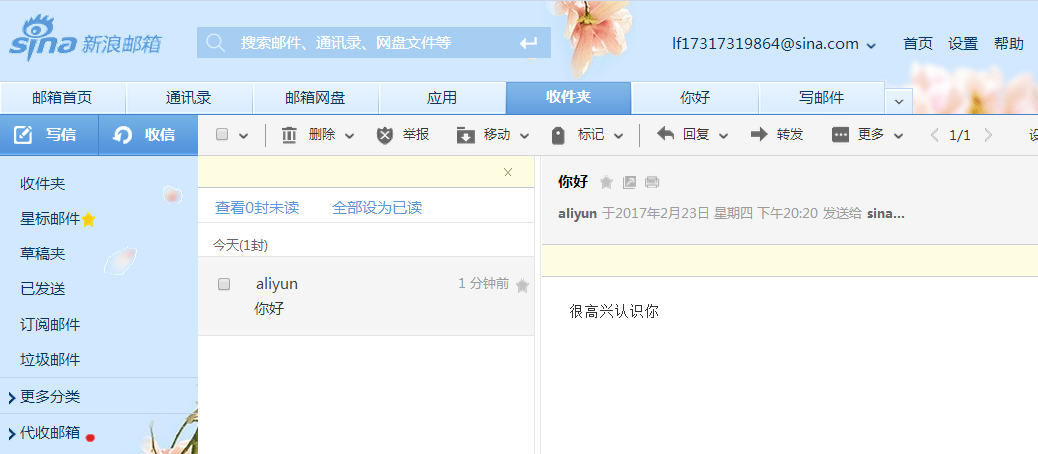 sina 新浪邮箱
搜索邮件、通讯录、网盘文件等
lf17317319864@sina.com 首页 设置 帮助
邮箱首页 通讯录 邮箱网盘 应用 收件夹 你好 写邮件
写信 收信
删除 举报 移动 标记 回复 转发 更多 1/1
收件夹
星标邮件
草稿夹
已发送
订阅邮件
垃圾邮件
更多分类
代收邮箱
查看0封未读 全部设为已读
今天(1封)
aliyun 1 分钟前
你好
你好
aliyun 于2017年2月23日 星期四 下午20:20 发送给 sina...
很高兴认识你